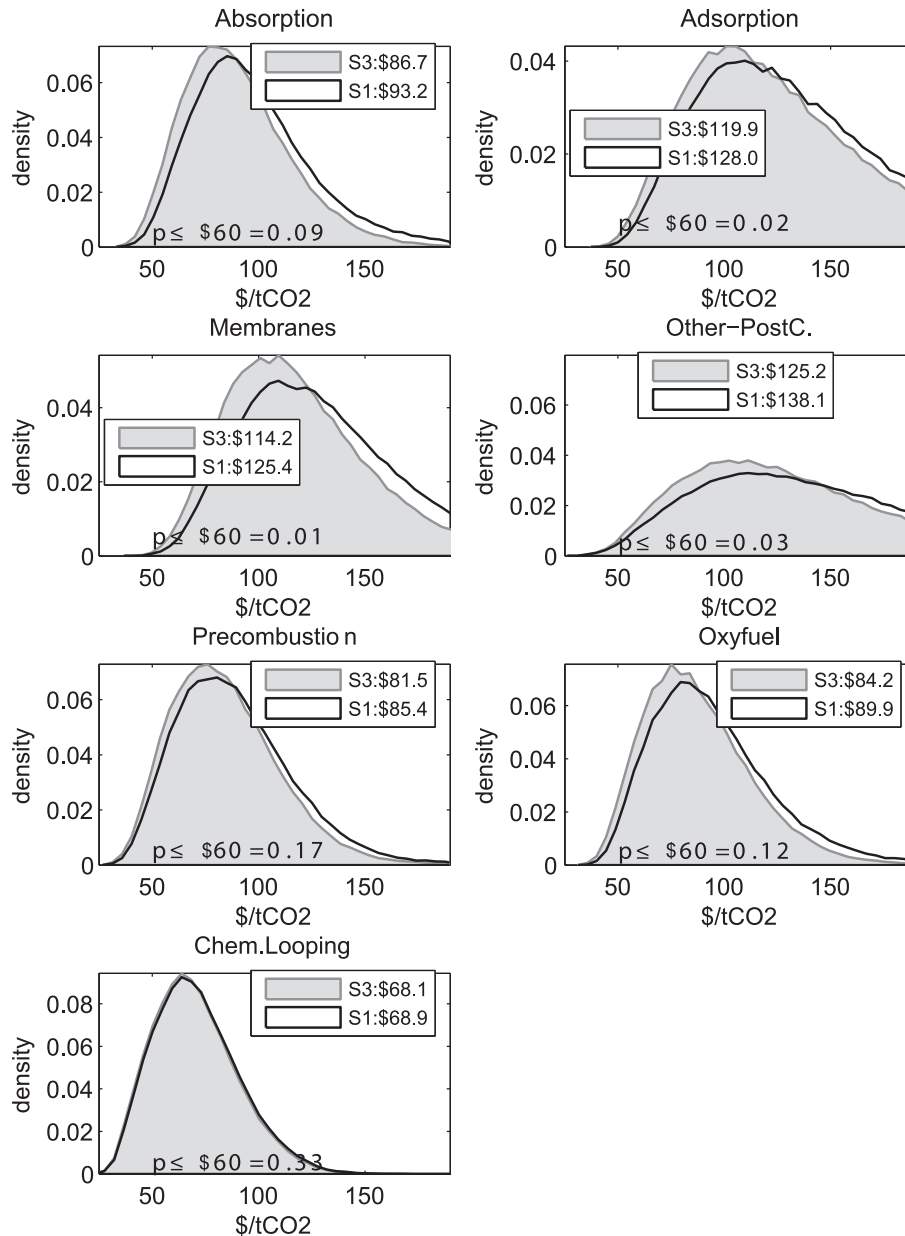 Absorption
S3:$86.7
S1:$93.2
density
0.06
0.04
0.02
0
p≤ $60=0.09
50
100
150
$/tCO2
Adsorption
S3:$119.9
S1:$128.0
density
0.04
0.02
0
p≤ $60=0.02
50
100
150
$/tCO2
Membranes
S3:$114.2
S1:$125.4
density
0.04
0.02
0
p≤ $60=0.01
50
100
150
$/tCO2
Other-PostC.
S3:$125.2
S1:$138.1
density
0.06
0.04
0.02
0
p≤ $60=0.03
50
100
150
$/tCO2
Precombustion
S3:$81.5
S1:$85.4
density
0.06
0.04
0.02
0
p≤ $60=0.17
50
100
150
$/tCO2
Oxyfuel
S3:$84.2
S1:$89.9
density
0.06
0.04
0.02
0
p≤ $60=0.12
50
100
150
$/tCO2
Chem.Looping
S3:$68.1
S1:$68.9
density
0.08
0.06
0.04
0.02
0
p≤ $60=0.33
50
100
150
$/tCO2